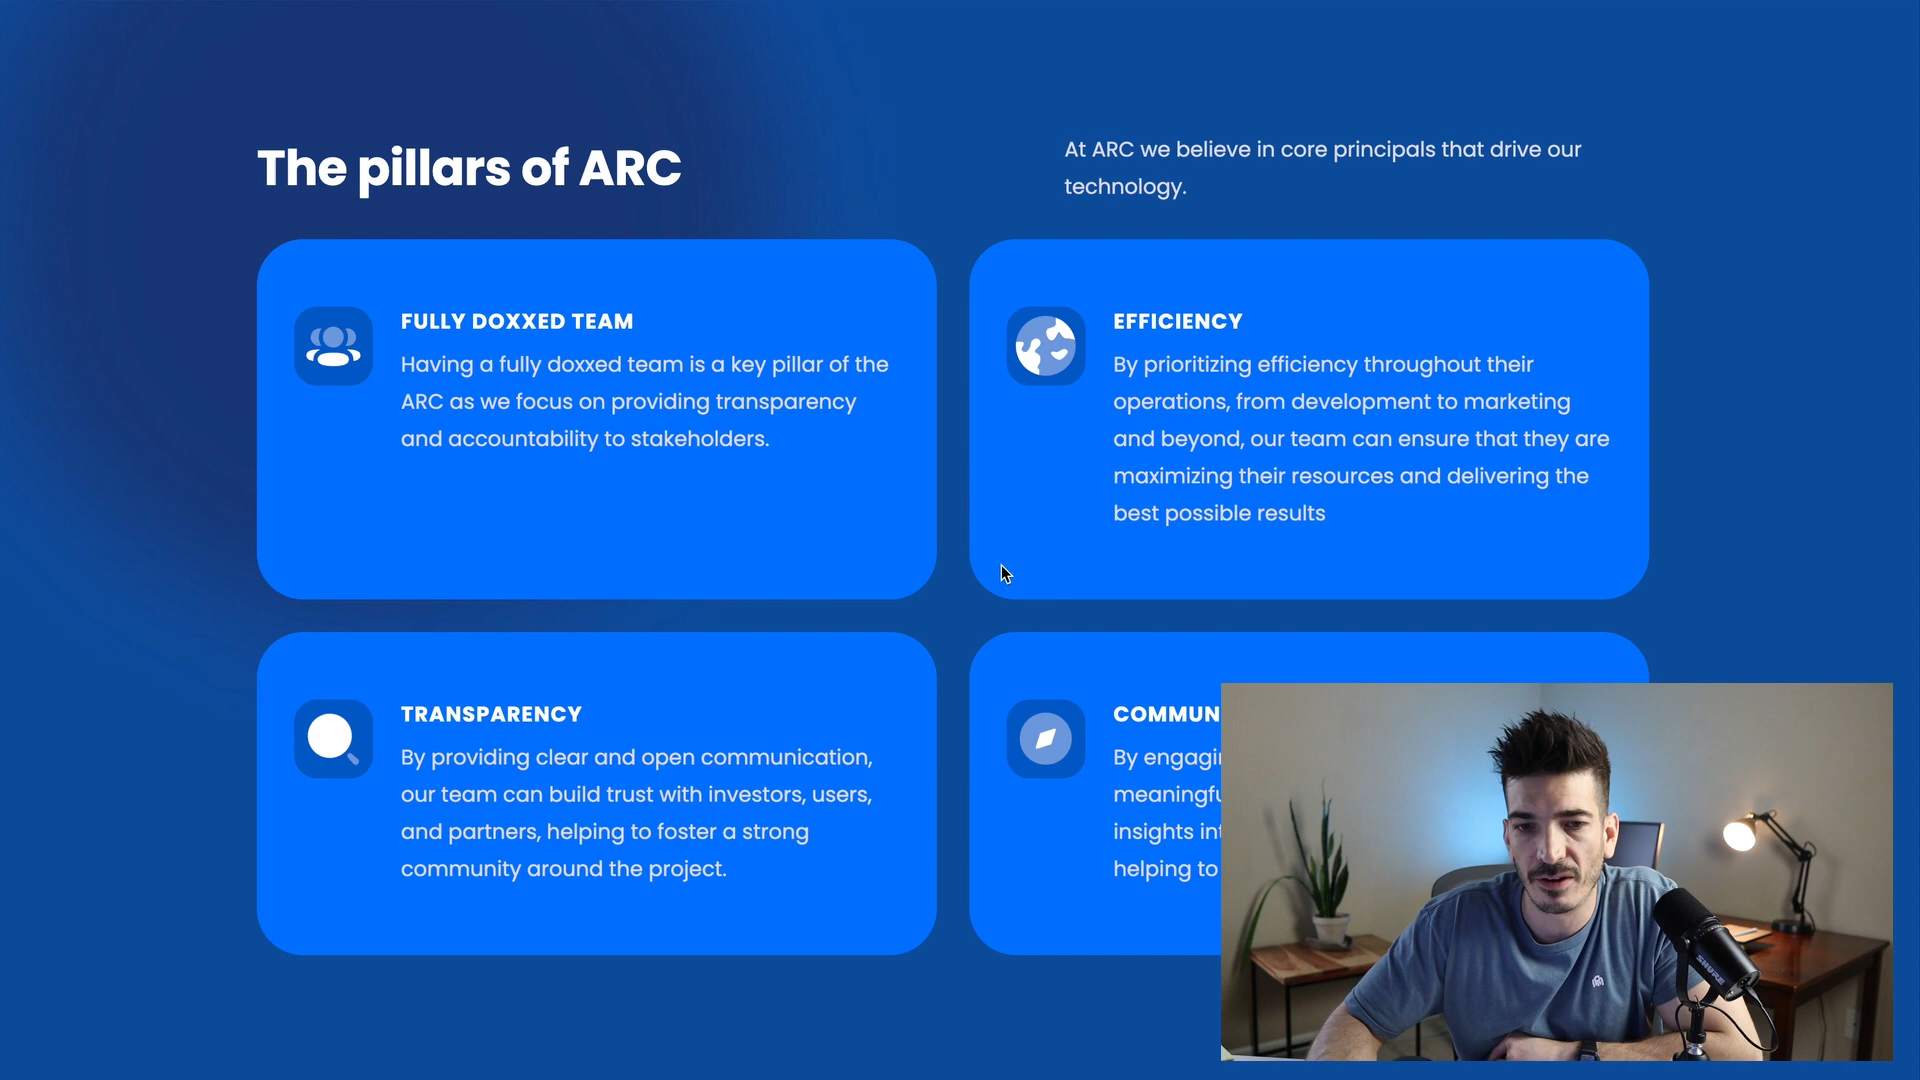 The pillars of ARC
At ARC we believe in core principals that drive our
technology.
FULLY DOXXED TEAM
Having a fully doxxed team is a key pillar of the
ARC as we focus on providing transparency
and accountability to stakeholders.
EFFICIENCY
By prioritizing efficiency throughout their
operations, from development to marketing
and beyond, our team can ensure that they are
maximizing their resources and delivering the
best possible results
TRANSPARENCY
By providing clear and open communication,
our team can build trust with investors, users,
and partners, helping to foster a strong
community around the project.
By
helping to
SHURE